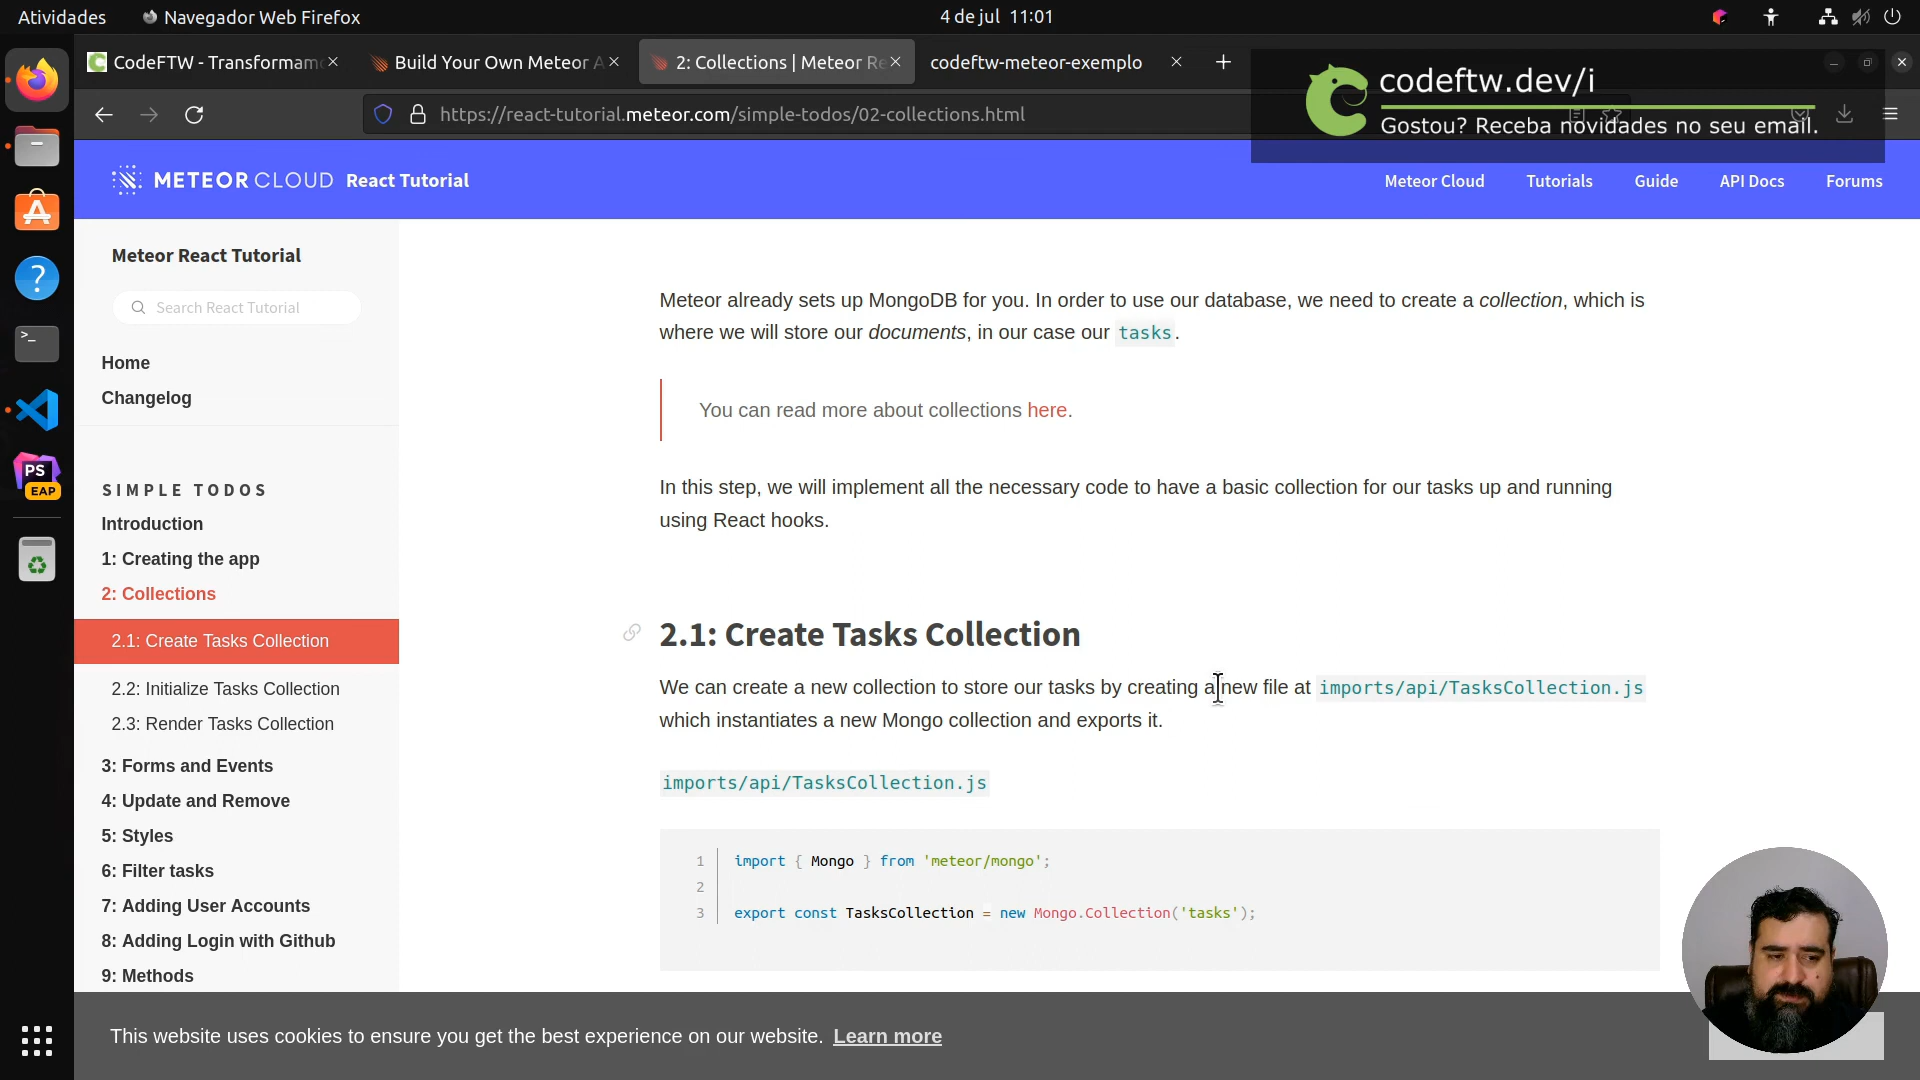 Atividades
Navegador Web Firefox
4 de jul 11:01
CodeFTW - Transformam
Build Your Own Meteor A
2: Collections | Meteor Re
codeftw-meteor-exemplo
codeftw.dev/i
Gostou? Receba novidades no seu email.
https://react-tutorial.meteor.com/simple-todos/02-collections.html
METEOR CLOUD React Tutorial
Meteor Cloud
Tutorials
Guide
API Docs
Forums
Meteor React Tutorial
Search React Tutorial
Home
Changelog
SIMPLE TODOS
Introduction
1: Creating the app
2: Collections
2.1: Create Tasks Collection
2.2: Initialize Tasks Collection
2.3: Render Tasks Collection
3: Forms and Events
4: Update and Remove
5: Styles
6: Filter tasks
7: Adding User Accounts
8: Adding Login with Github
9: Methods
PS
EAP
Meteor already sets up MongoDB for you. In order to use our database, we need to create a collection, which is
where we will store our documents, in our case our tasks.
You can read more about collections here.
In this step, we will implement all the necessary code to have a basic collection for our tasks up and running
using React hooks.
2.1: Create Tasks Collection
We can create a new collection to store our tasks by creating a new file at imports/api/TasksCollection.js
which instantiates a new Mongo collection and exports it.
imports/api/TasksCollection.js
1 import { Mongo } from 'meteor/mongo';
2
3 export const TasksCollection = new Mongo.Collection('tasks');
This website uses cookies to ensure you get the best experience on our website. Learn more